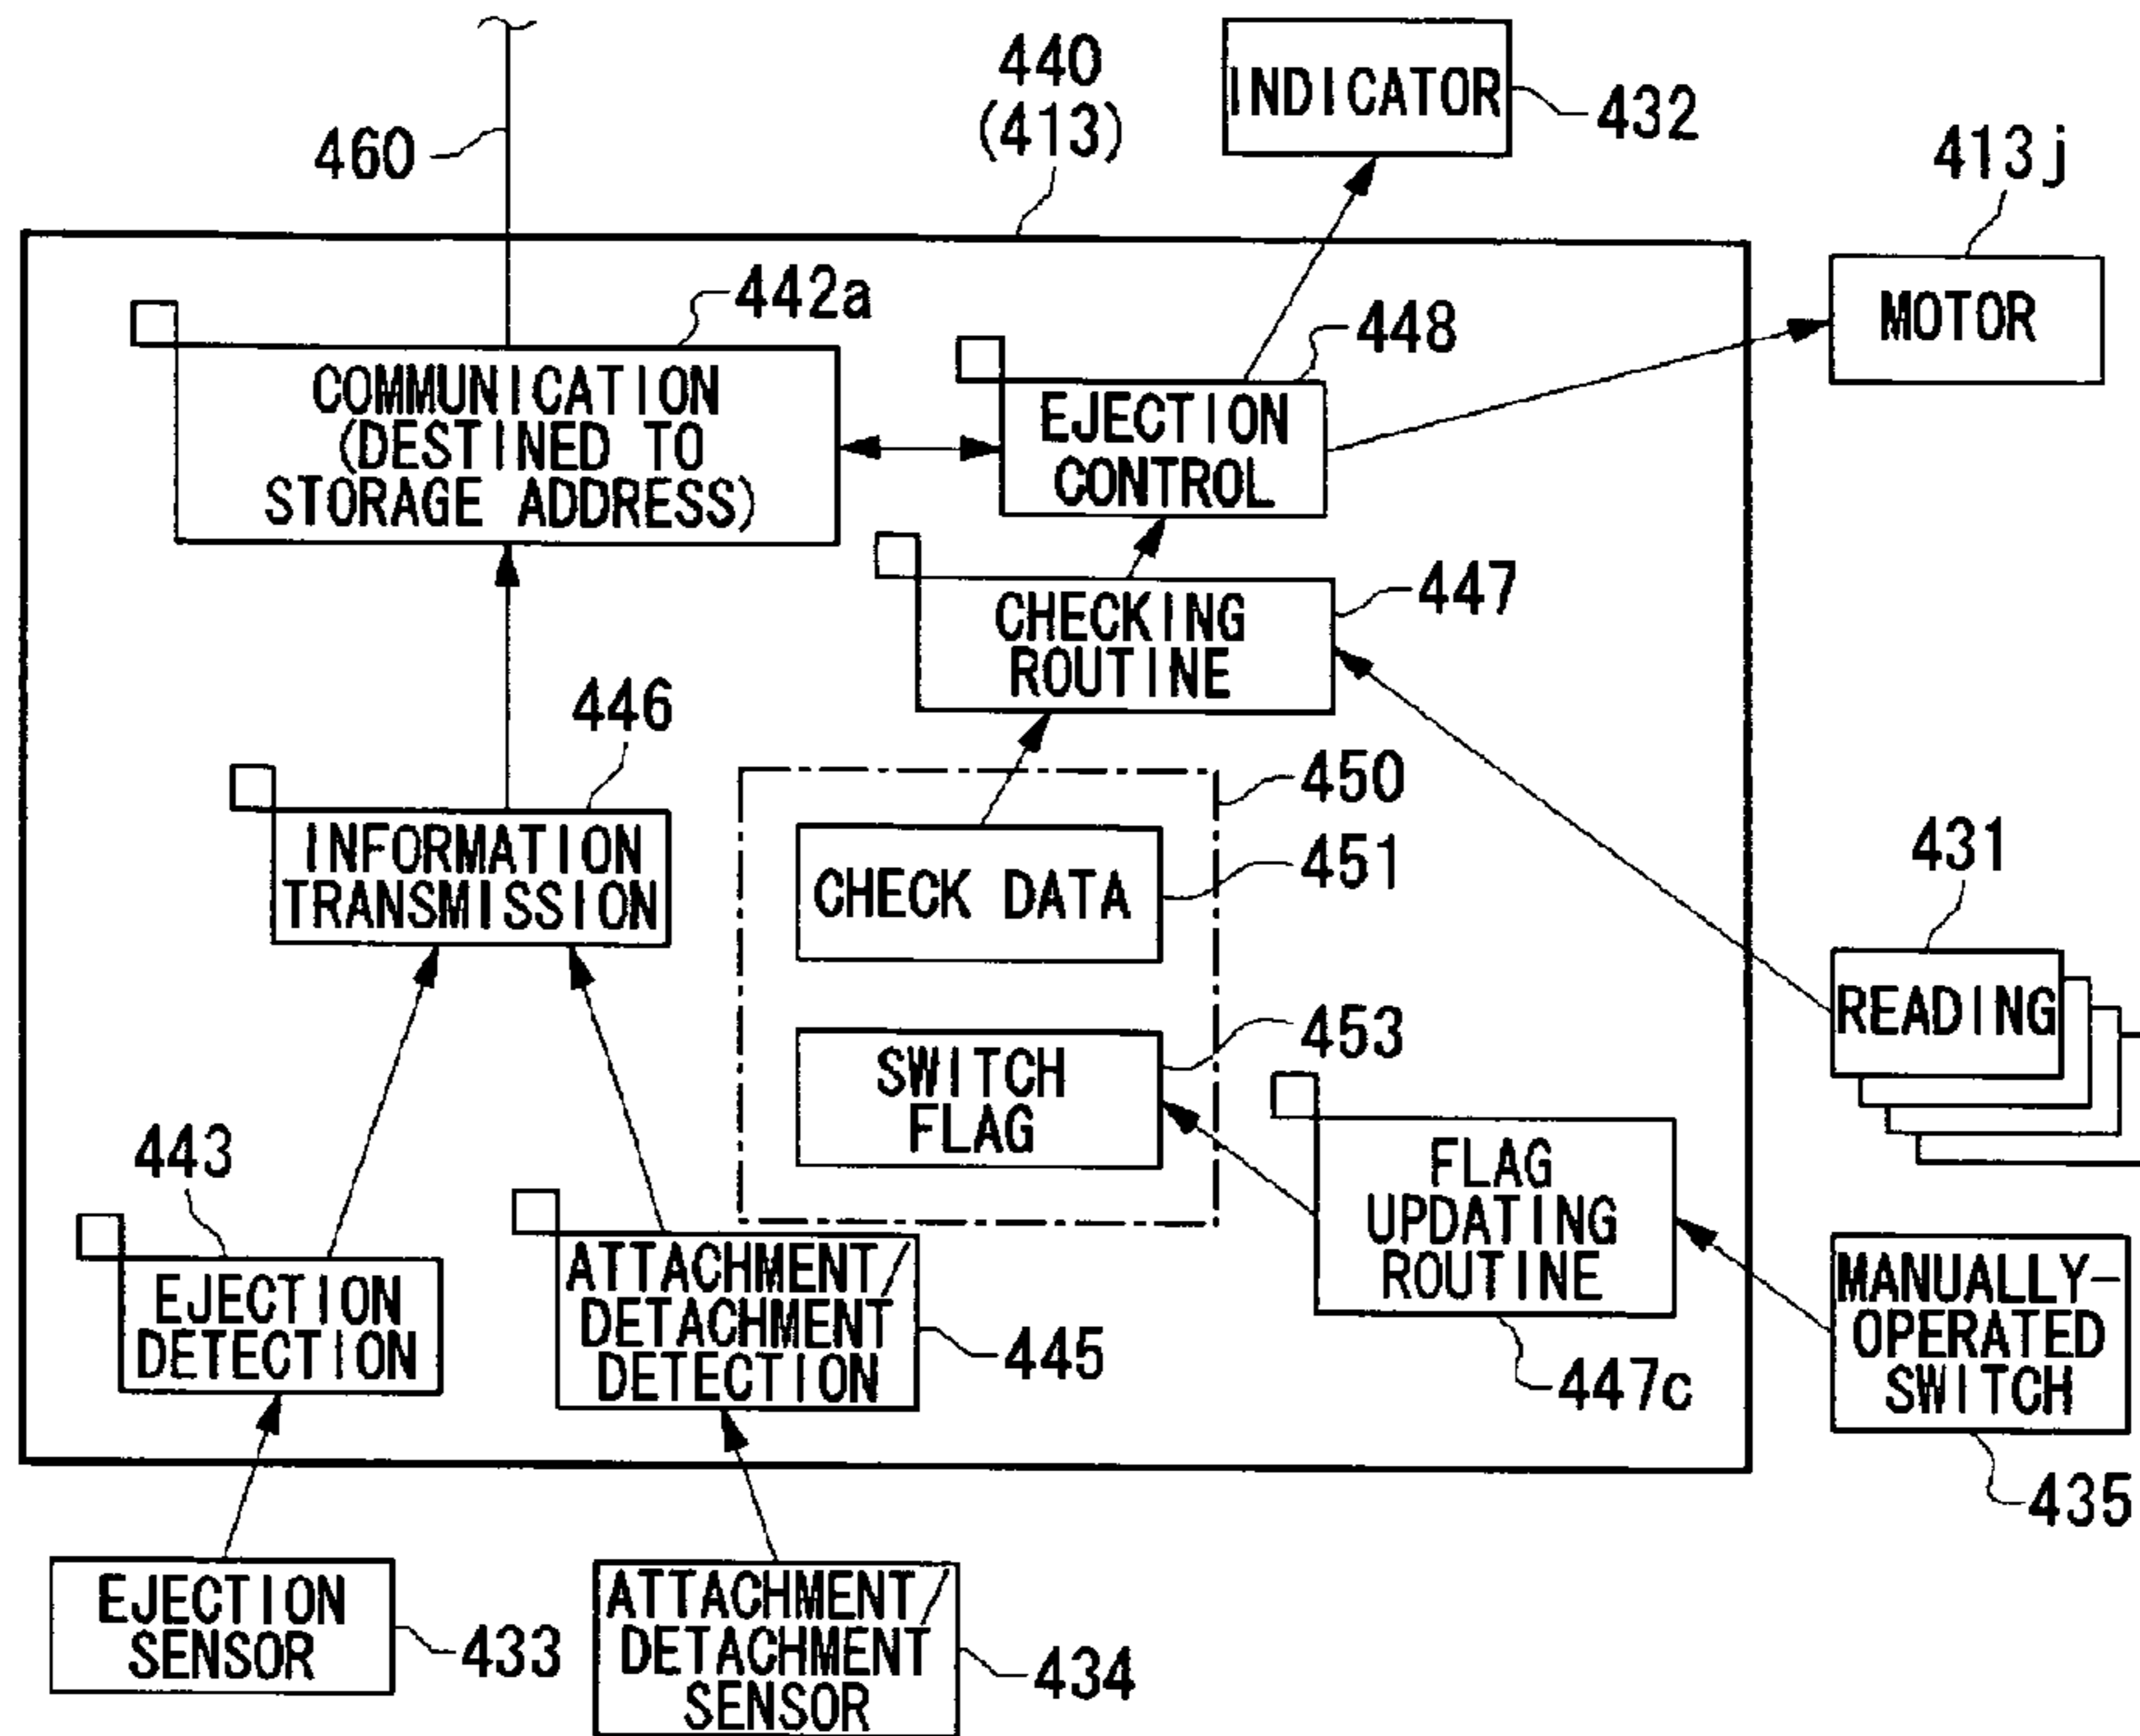 440
(413)
INDICATOR
432
460
413j
MOTOR
442a
COMMUNICATION
(DESTINED TO
STORAGE ADDRESS)
448
EJECTION
CONTROL
447
CHECKING
ROUTINE
446
INFORMATION
TRANSMISSION
450
CHECK DATA
451
431
READING
SWITCH
FLAG
453
443
EJECTION
DETECTION
ATTACHMENT/
DETACHMENT
DETECTION
445
FLAG
UPDATING
ROUTINE
447c
MANUALLY-
OPERATED
SWITCH
435
EJECTION
SENSOR
433
ATTACHMENT/
DETACHMENT
SENSOR
434